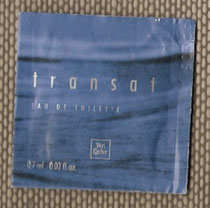 transat
EAU DE TOILETTE
Yves
Rocher
0.7 ml 0.02 fl.oz